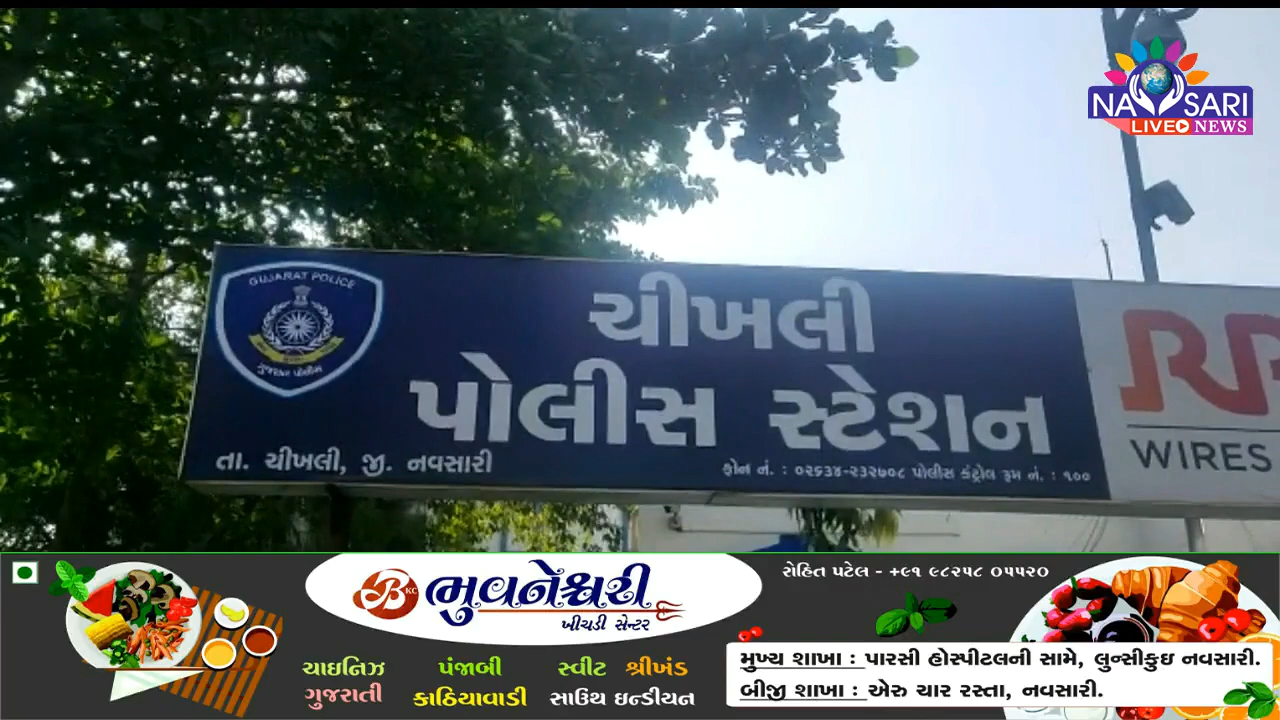 NAVSARI
LIVE NEWS
GUJARAT POLICE
ગુજરાત પોલીસ
ચીખલી
પોલીસ સ્ટેશન
તા. ચીખલી, જી. નવસારી
ફોન નં. : ૦૨૬૩૪-૨૩૨૭૦૮ પોલીસ કંટ્રોલ રૂમ નં. : ૧૦૦
WIRES
ભુવનેશ્વરી
ખીચડી સેન્ટર
KC
રોહિત પટેલ - +૯૧ ૯૮૨૫૮ ૦૫૫૨૦
ચાઇનિઝ પંજાબી સ્વીટ શ્રીખંડ
ગુજરાતી કાઠિયાવાડી સાઉથ ઇન્ડીયન
મુખ્ય શાખા : પારસી હોસ્પીટલની સામે, લુન્સીકુઇ નવસારી.
બીજી શાખા : એરુ ચાર રસ્તા, નવસારી.